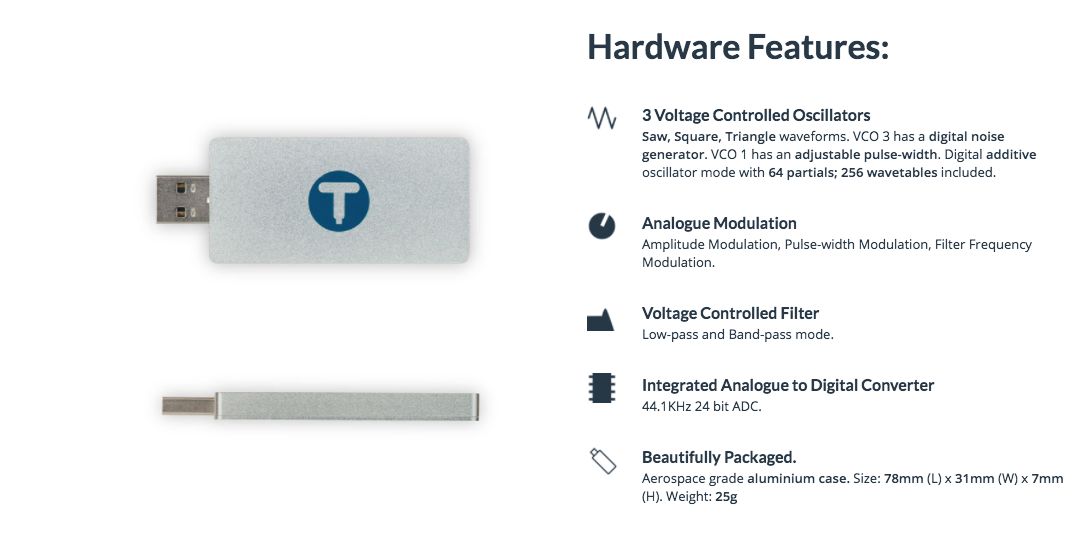 Hardware Features:
3 Voltage Controlled Oscillators
Saw, Square, Triangle waveforms. VCO 3 has a digital noise
generator. VCO 1 has an adjustable pulse-width. Digital additive
oscillator mode with 64 partials; 256 wavetables included.
Analogue Modulation
Amplitude Modulation, Pulse-width Modulation, Filter Frequency
Modulation.
Voltage Controlled Filter
Low-pass and Band-pass mode.
Integrated Analogue to Digital Converter
44.1KHz 24 bit ADC.
Beautifully Packaged.
Aerospace grade aluminium case. Size: 78mm (L) x 31mm (W) x 7mm
(H). Weight: 25g
T